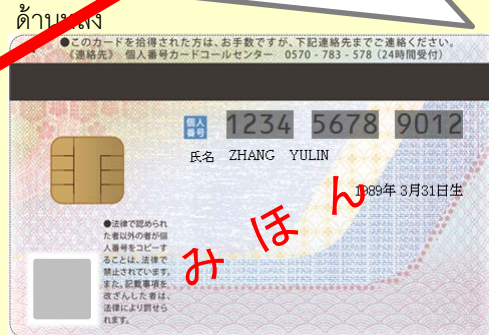 ด้านหลัง
●このカードを拾得された方は、お手数ですが、下記連絡先までご連絡ください。
《連絡先》 個人番号カードコールセンター 0570-783-578 (24時間受付)
個人番号 1234 5678 9012
氏名 ZHANG YULIN
1989年 3月31日生
みほん
●法律で認められ
た者以外の者が個
人番号をコピーす
ることは、法律で
禁止されています。
また、記載事項を
改ざんした者は、
法律により罰せら
れます。